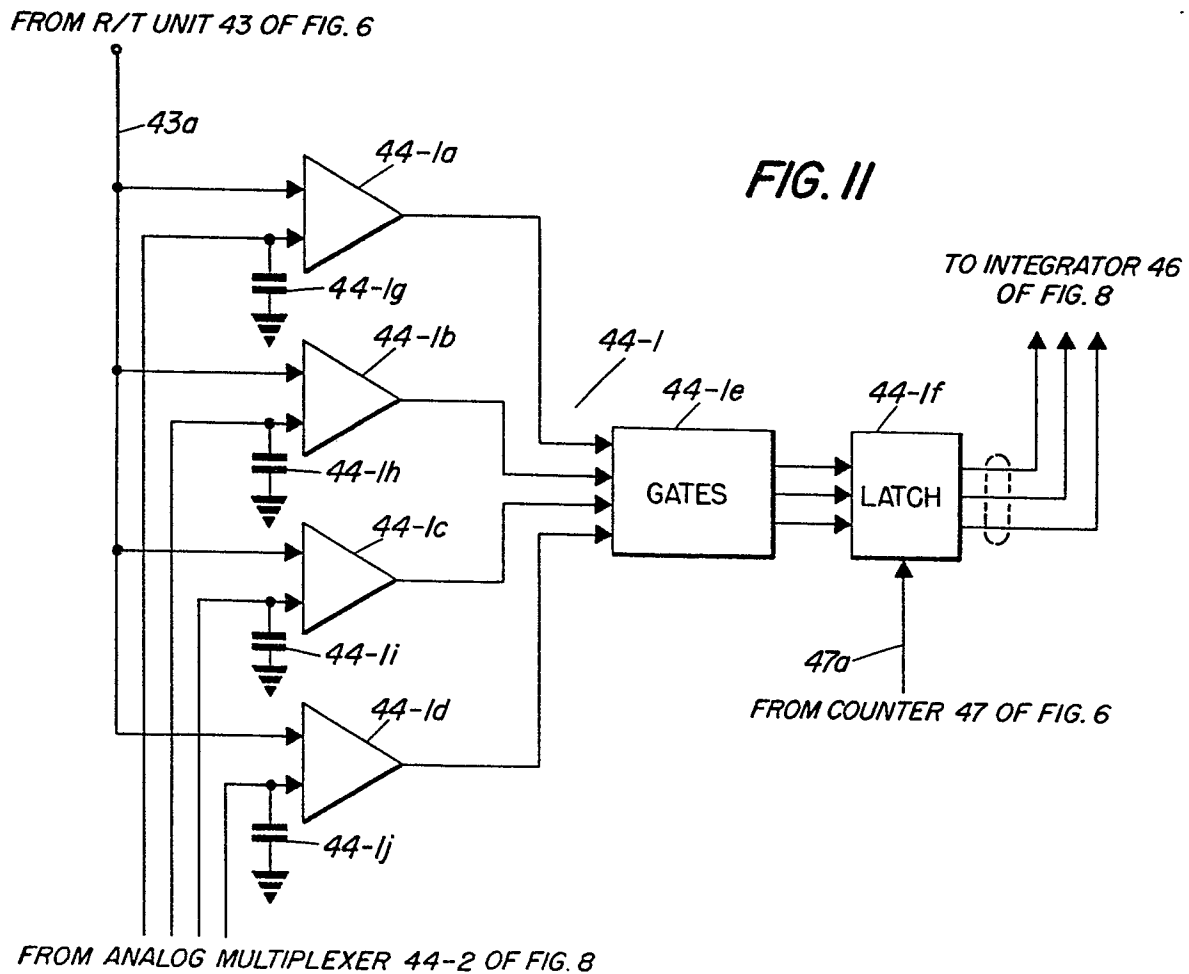 FROM R/T UNIT 43 OF FIG. 6
43a
44-1a
FIG. 11
44-1g
TO INTEGRATOR 46
OF FIG. 8
44-1b
44-1
44-1e
44-1f
44-1h
GATES
LATCH
44-1c
44-1i
47a
44-1d
FROM COUNTER 47 OF FIG. 6
44-1j
FROM ANALOG MULTIPLEXER 44-2 OF FIG. 8